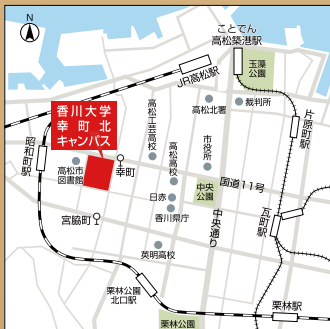 N
ことでん
高松築港駅
玉藻
公園
JR高松駅
香川大学
幸町北
キャンパス
高松工芸高校
高松北署
裁判所
片原町駅
昭和町駅
高松市
図書館
幸町
高松高校
市役所
国道11号
中央
公園
日赤
香川県庁
宮脇町
中央通り
瓦町駅
英明高校
栗林公園
北口駅
栗林駅
栗林公園